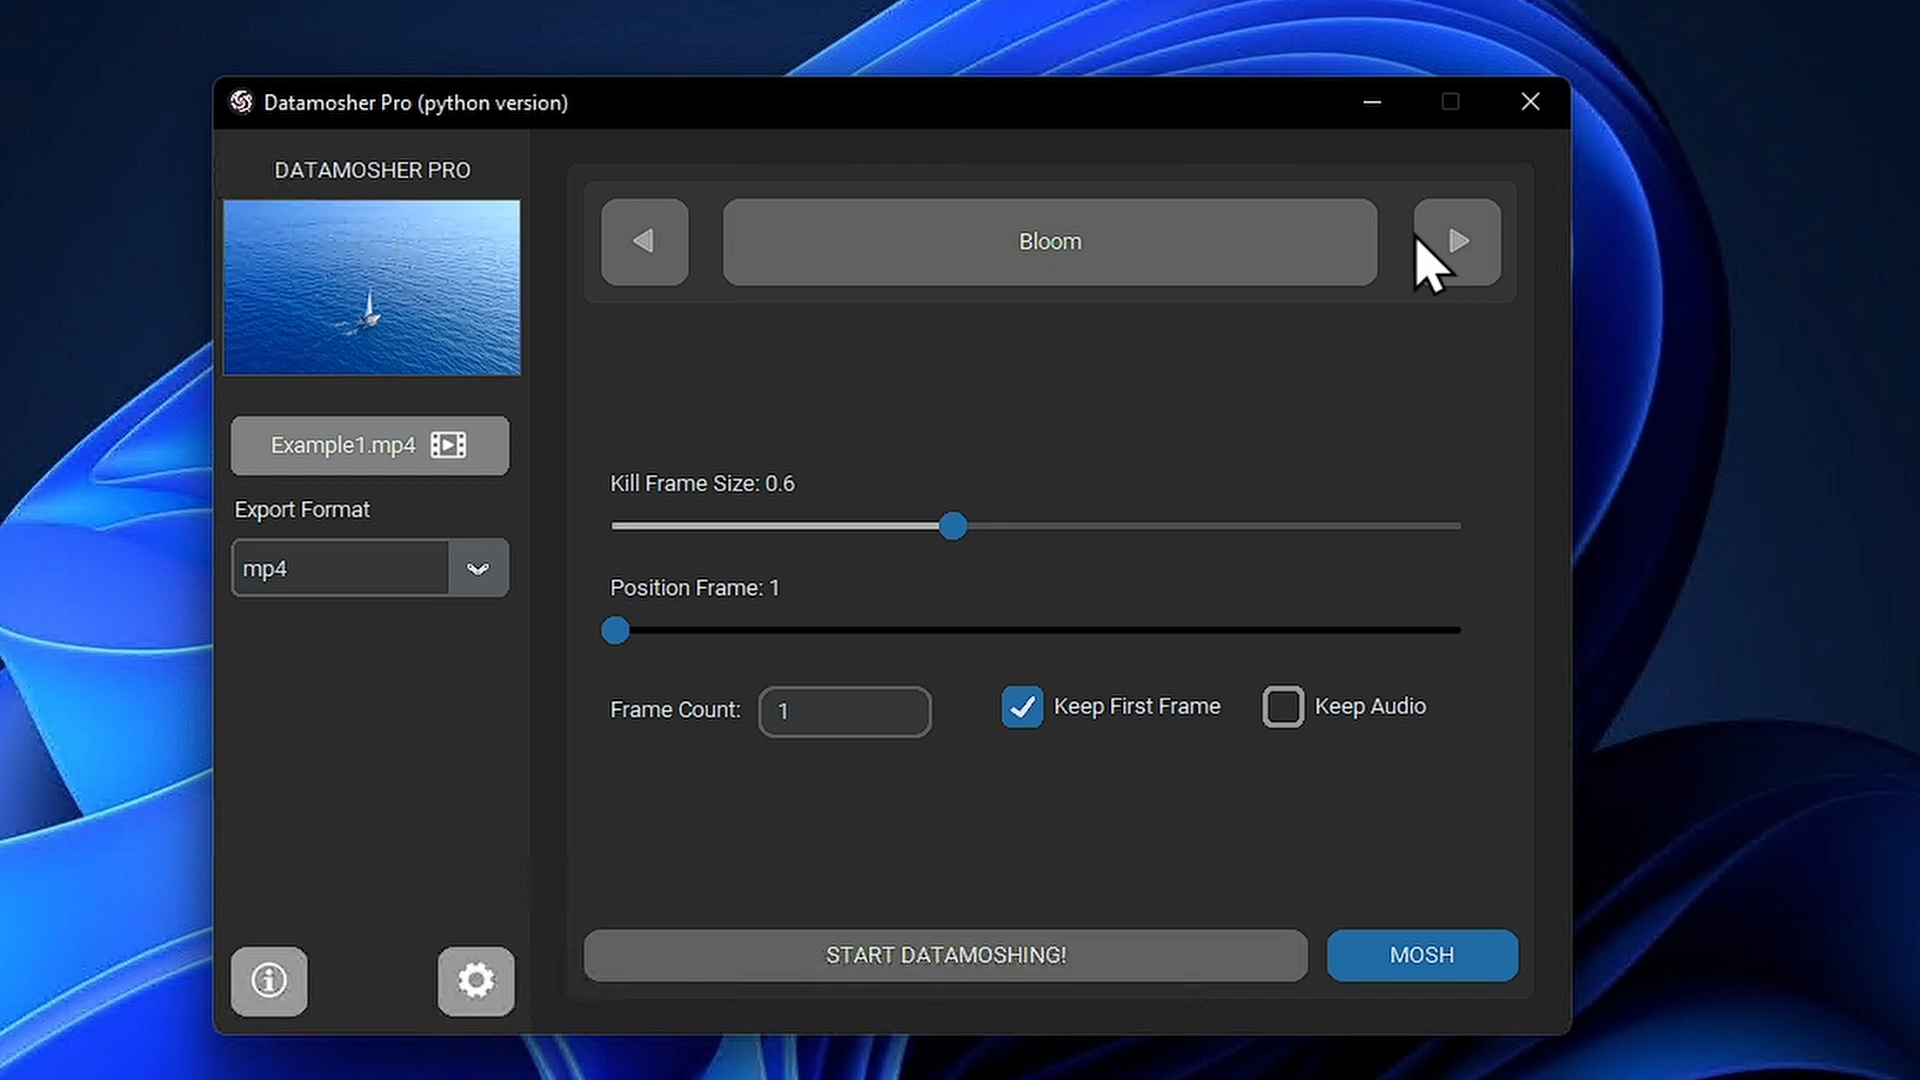 Datamosher Pro (python version)
DATAMOSHER PRO
Example1.mp4
Export Format
mp4
Bloom
Kill Frame Size: 0.6
Position Frame: 1
Frame Count: 1
Keep First Frame
Keep Audio
START DATAMOSHING!
MOSH